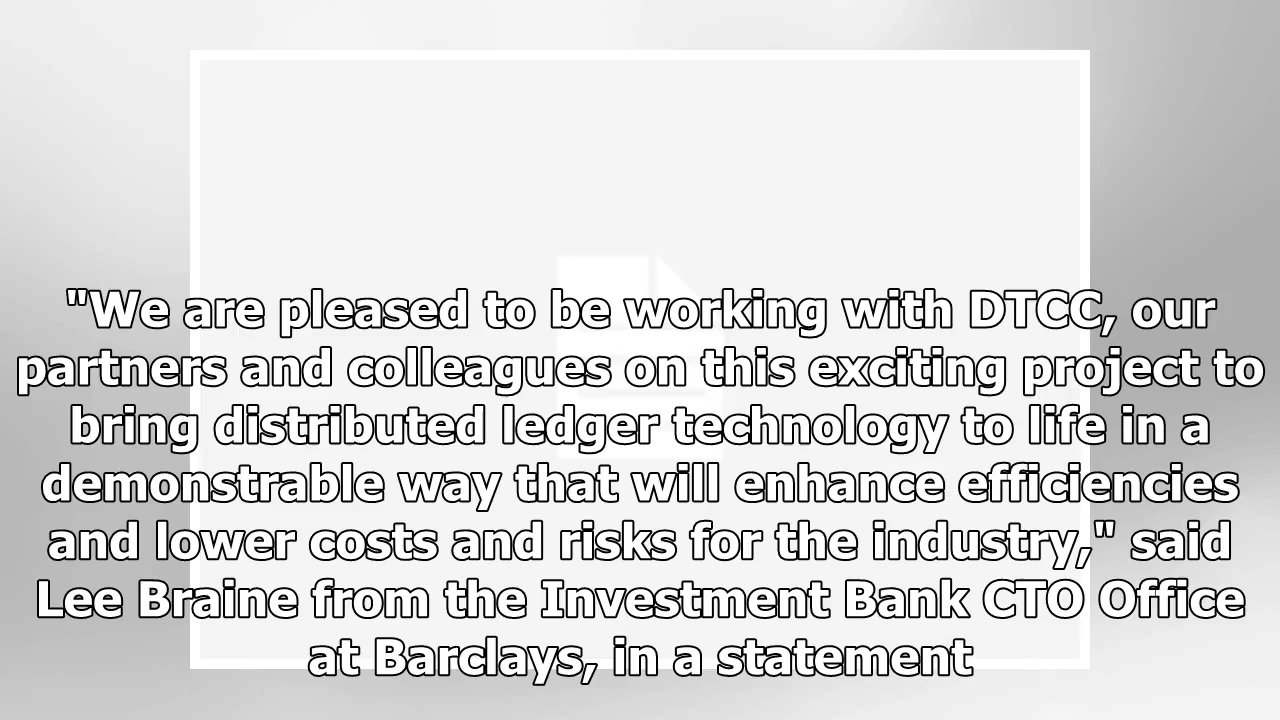 "We are pleased to be working with DTCC, our
partners and colleagues on this exciting project to
bring distributed ledger technology to life in a
demonstrable way that will enhance efficiencies
and lower costs and risks for the industry," said
Lee Braine from the Investment Bank CTO Office
at Barclays, in a statement